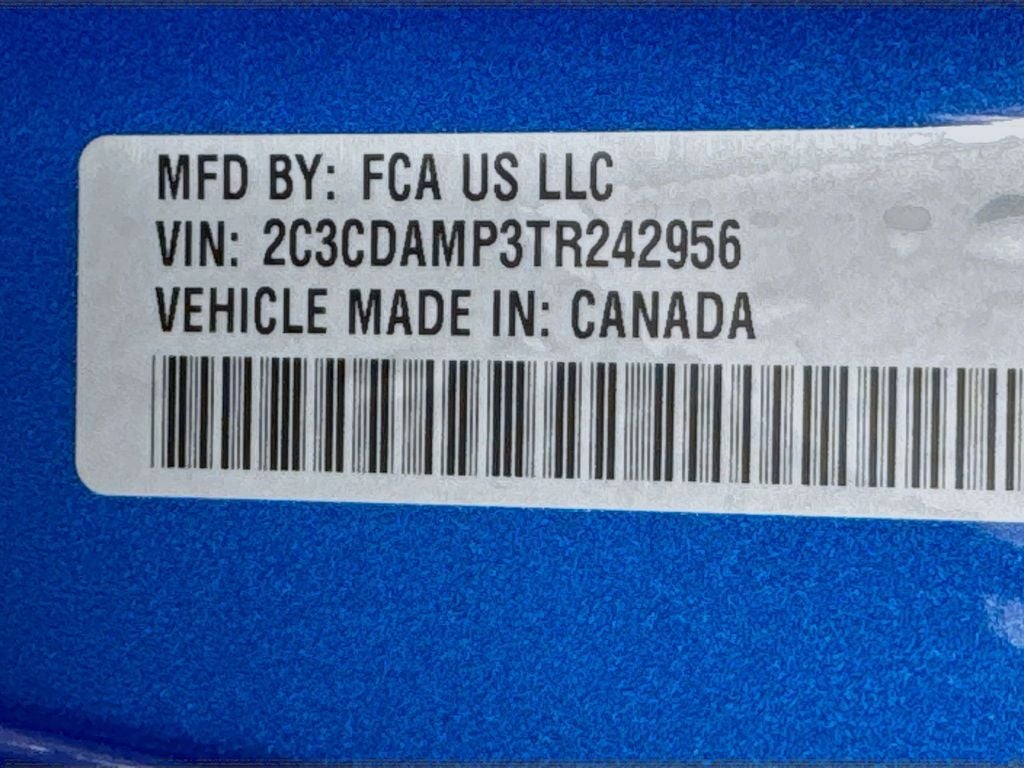 MFD BY: FCA US LLC
VIN: 2C3CDAMP3TR242956
VEHICLE MADE IN: CANADA